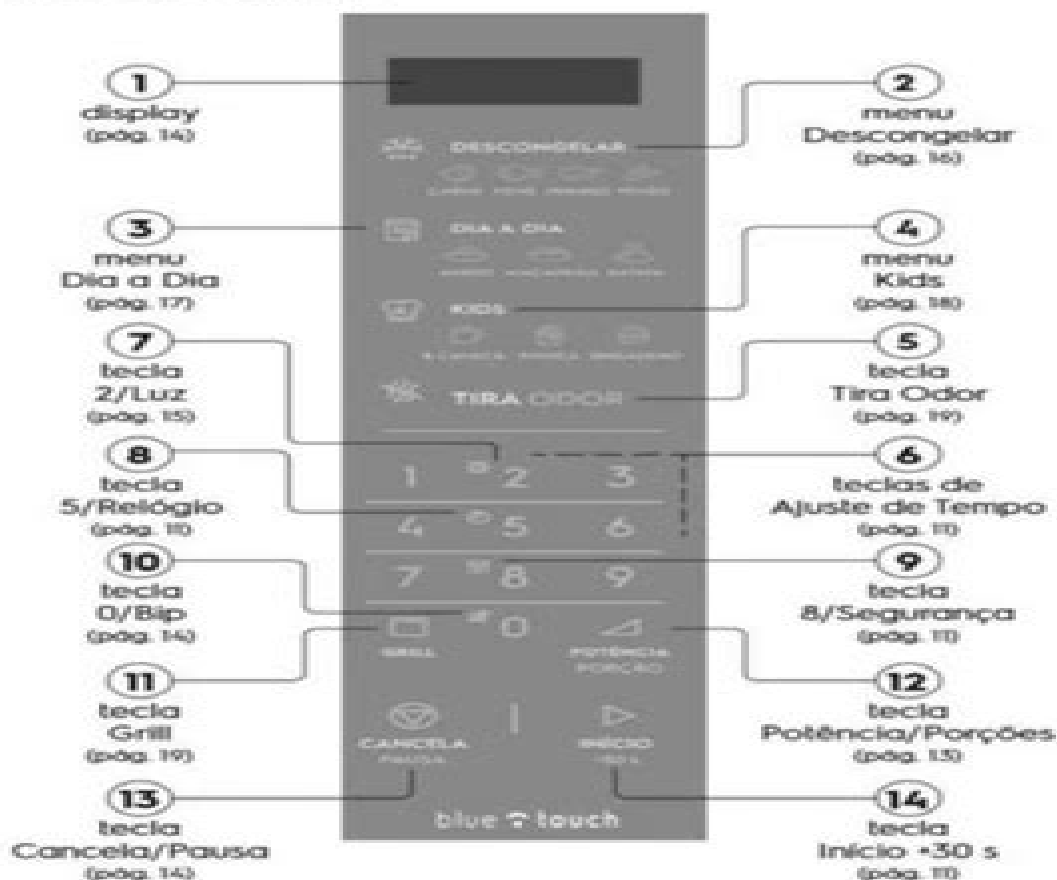 1
display
(pág. 14)
2
menu
Descongelar
(pág. 16)
3
menu
Dia a Dia
(pág. 17)
4
menu
Kids
(pág. 18)
7
tecla
2/Luz
(pág. 15)
5
tecla
Tira Odor
(pág. 19)
8
tecla
5/Relógio
(pág. 11)
6
teclas de
Ajuste de Tempo
(pág. 11)
10
tecla
0/Bip
(pág. 14)
9
tecla
8/Segurança
(pág. 11)
11
tecla
Grill
(pág. 19)
12
tecla
Potência/Porções
(pág. 13)
13
tecla
Cancela/Pausa
(pág. 14)
14
tecla
Início +30 s
(pág. 11)
DESCONGELAR
DIA A DIA
KIDS
TIRA ODOR
1 2 3
4 5 6
7 8 9
0
GRILL
POTÊNCIA
PORÇÃO
CANCELA
PAUSA
INÍCIO
+30 s
blue touch